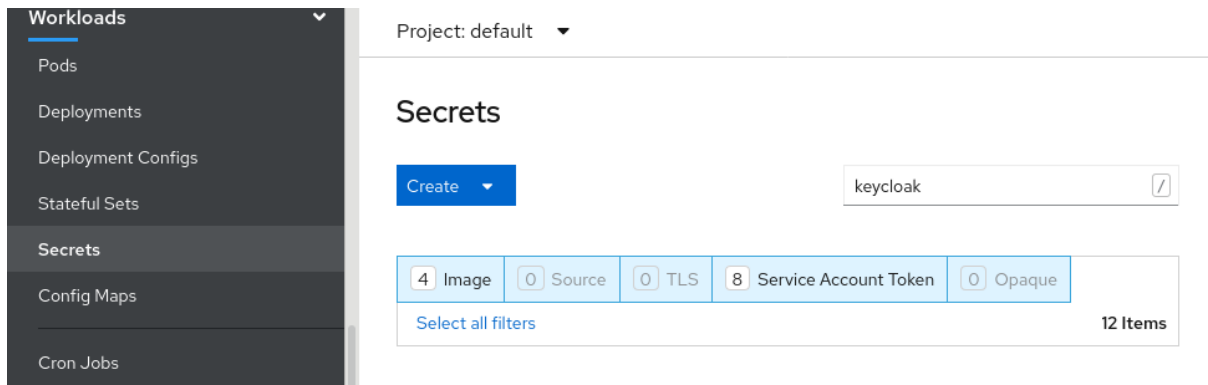 Workloads
Pods
Deployments
Deployment Configs
Stateful Sets
Secrets
Config Maps
Cron Jobs
Project: default
Secrets
Create
keycloak /
4 Image 0 Source 0 TLS 8 Service Account Token 0 Opaque
Select all filters 12 Items